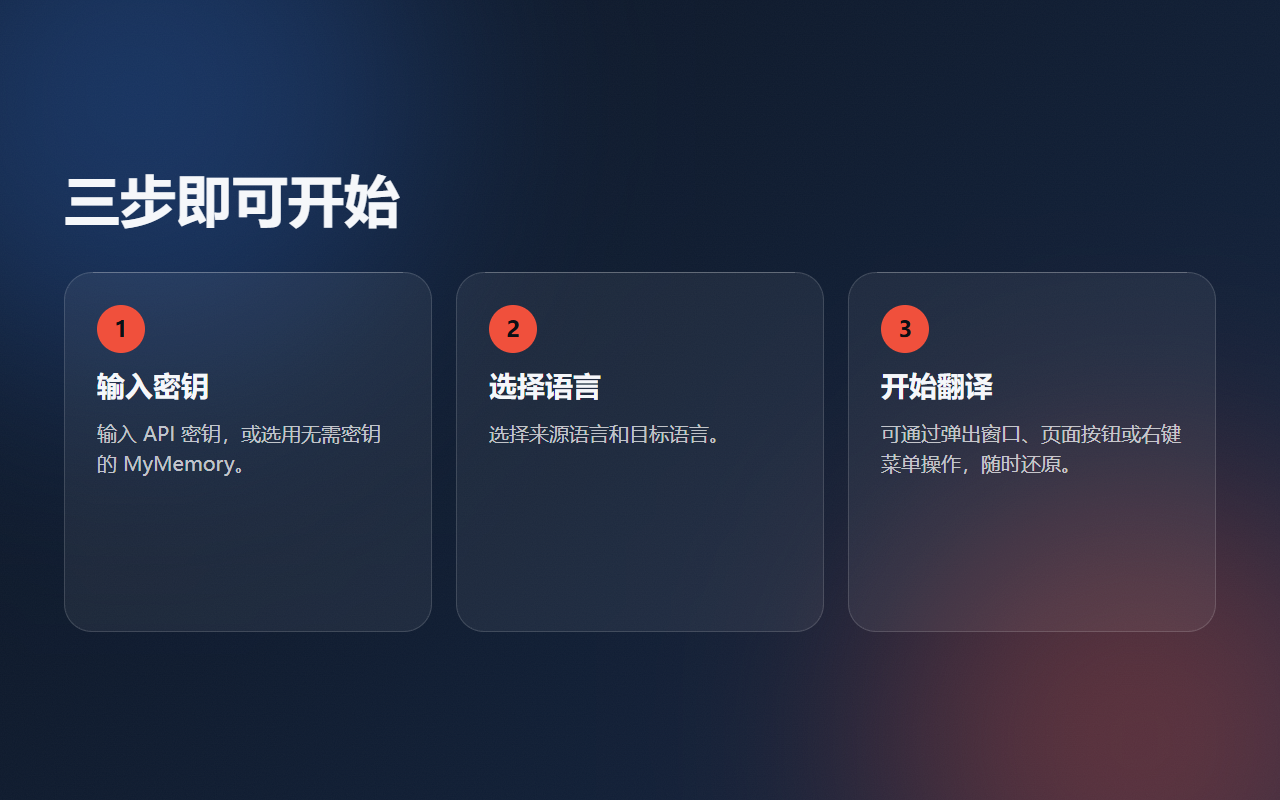 三步即可开始
1
输入密钥
输入 API 密钥，或选用无需密钥
的 MyMemory。
2
选择语言
选择来源语言和目标语言。
3
开始翻译
可通过弹出窗口、页面按钮或右键
菜单操作，随时还原。